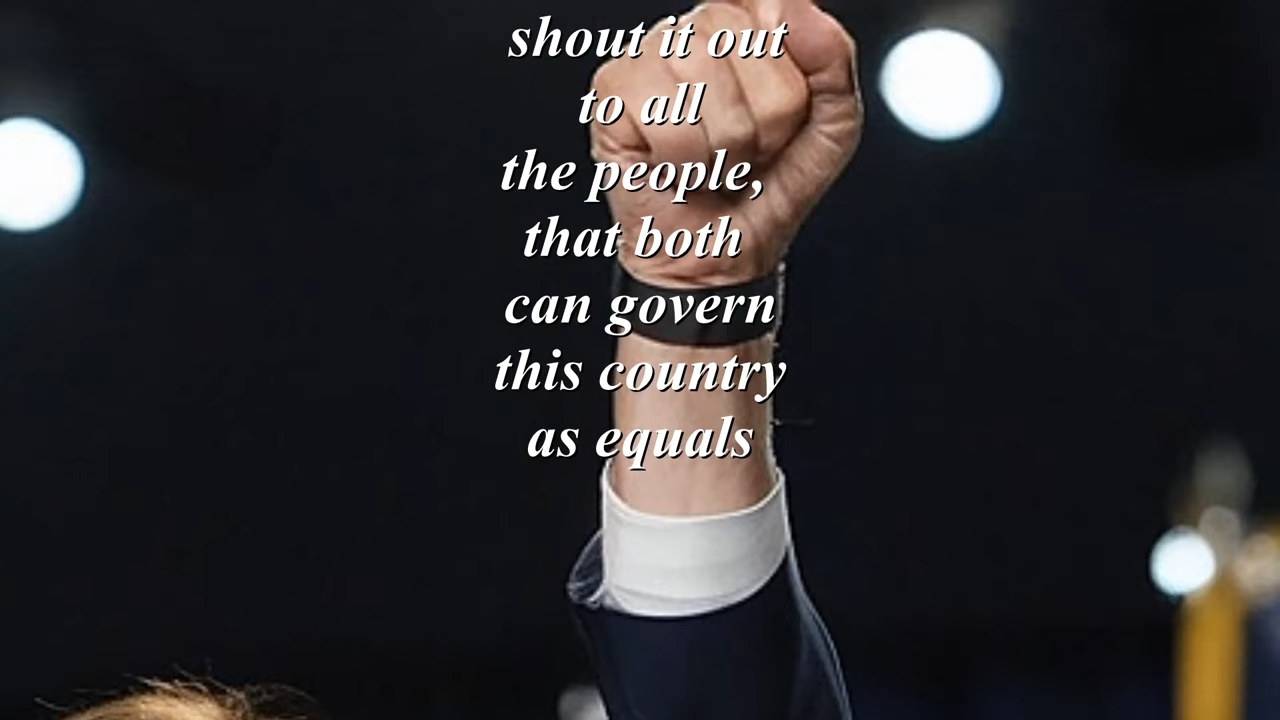 shout it out
to all
the people,
that both
can govern
this country
as equals